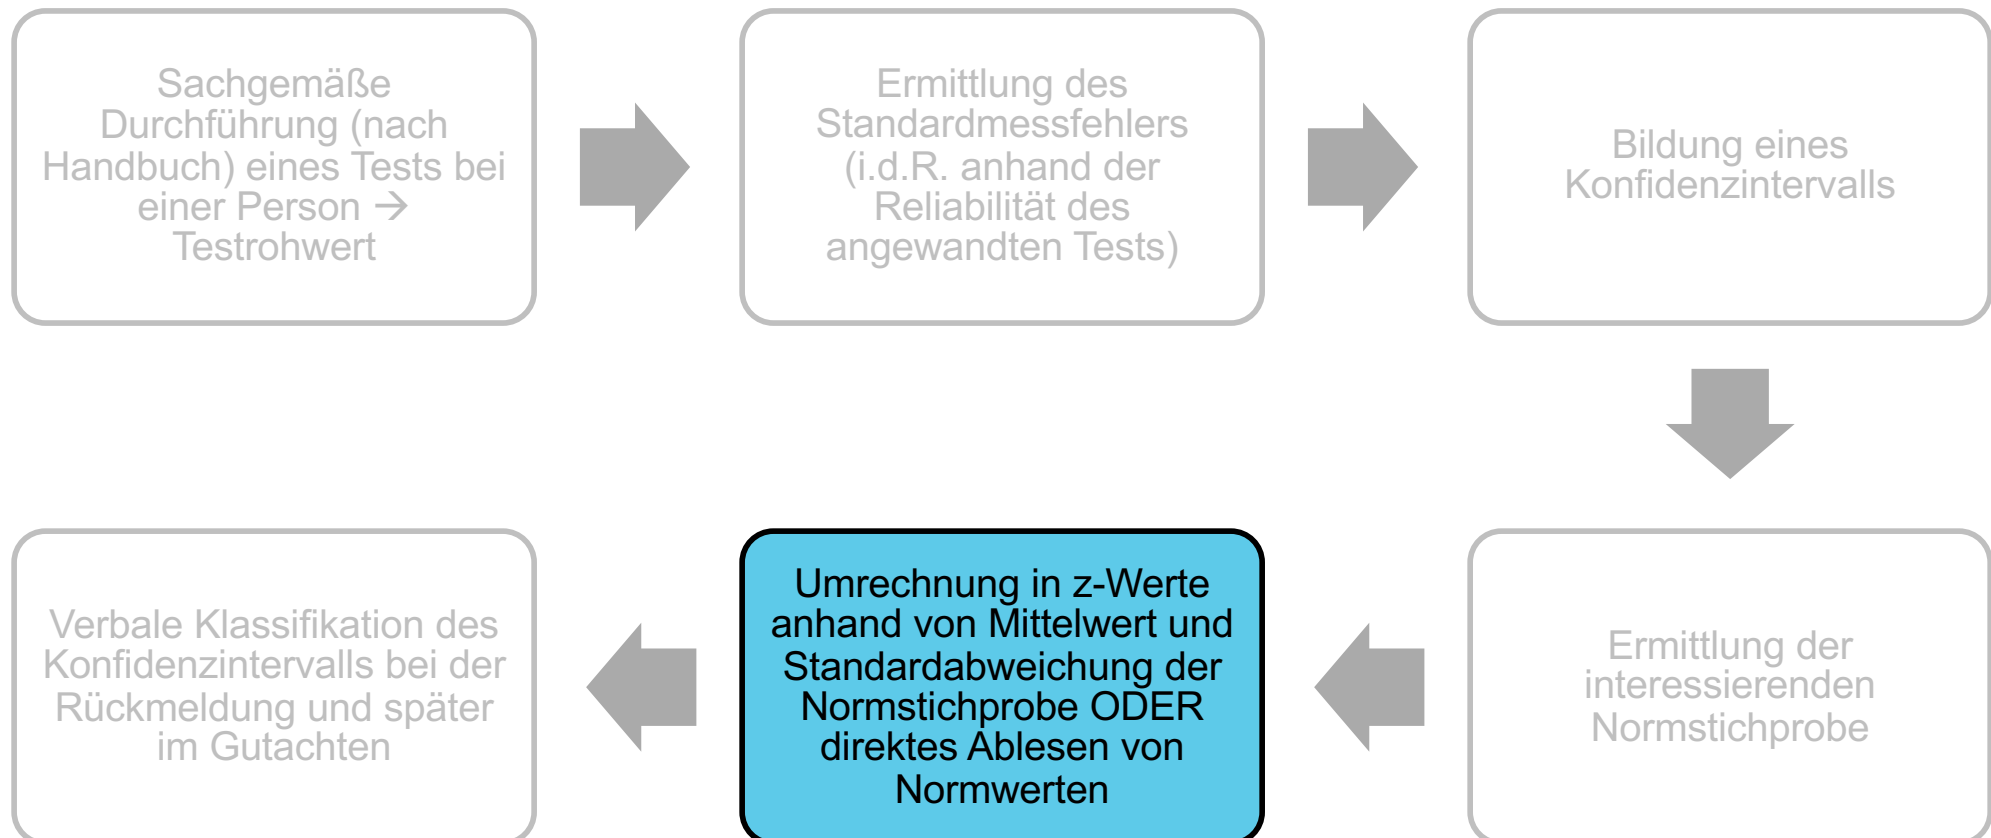 Sachgemäße
Durchführung (nach
Handbuch) eines Tests bei
einer Person →
Testrohwert
Ermittlung des
Standardmessfehlers
(i.d.R. anhand der
Reliabilität des
angewandten Tests)
Bildung eines
Konfidenzintervalls
Ermittlung der
interessierenden
Normstichprobe
Umrechnung in z-Werte
anhand von Mittelwert und
Standardabweichung der
Normstichprobe ODER
direktes Ablesen von
Normwerten
Verbale Klassifikation des
Konfidenzintervalls bei der
Rückmeldung und später
im Gutachten